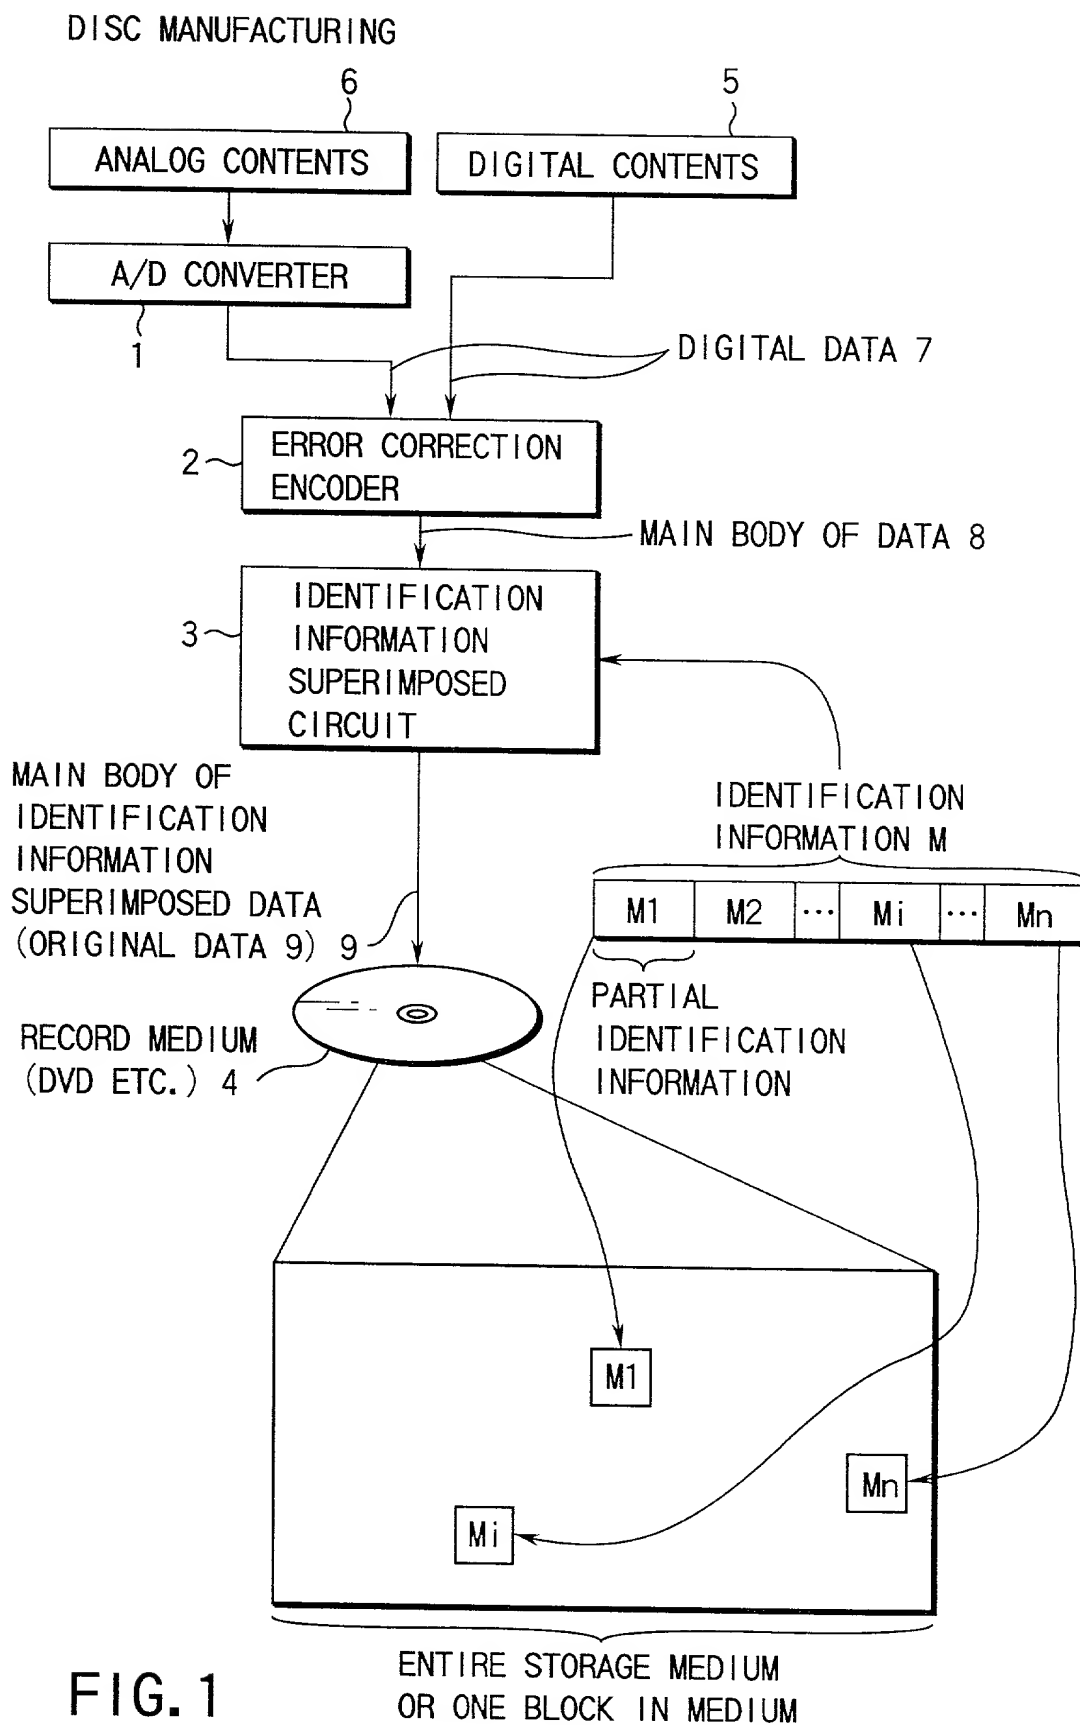 DISC MANUFACTURING
6
5
ANALOG CONTENTS
DIGITAL CONTENTS
A/D CONVERTER
1
DIGITAL DATA 7
2
ERROR CORRECTION
ENCODER
MAIN BODY OF DATA 8
3
IDENTIFICATION
INFORMATION
SUPERIMPOSED
CIRCUIT
MAIN BODY OF
IDENTIFICATION
INFORMATION
SUPERIMPOSED DATA
(ORIGINAL DATA 9) 9
IDENTIFICATION
INFORMATION M
M1 M2 ... Mi ... Mn
PARTIAL
IDENTIFICATION
INFORMATION
RECORD MEDIUM
(DVD ETC.) 4
M1
Mn
Mi
ENTIRE STORAGE MEDIUM
OR ONE BLOCK IN MEDIUM
FIG. 1